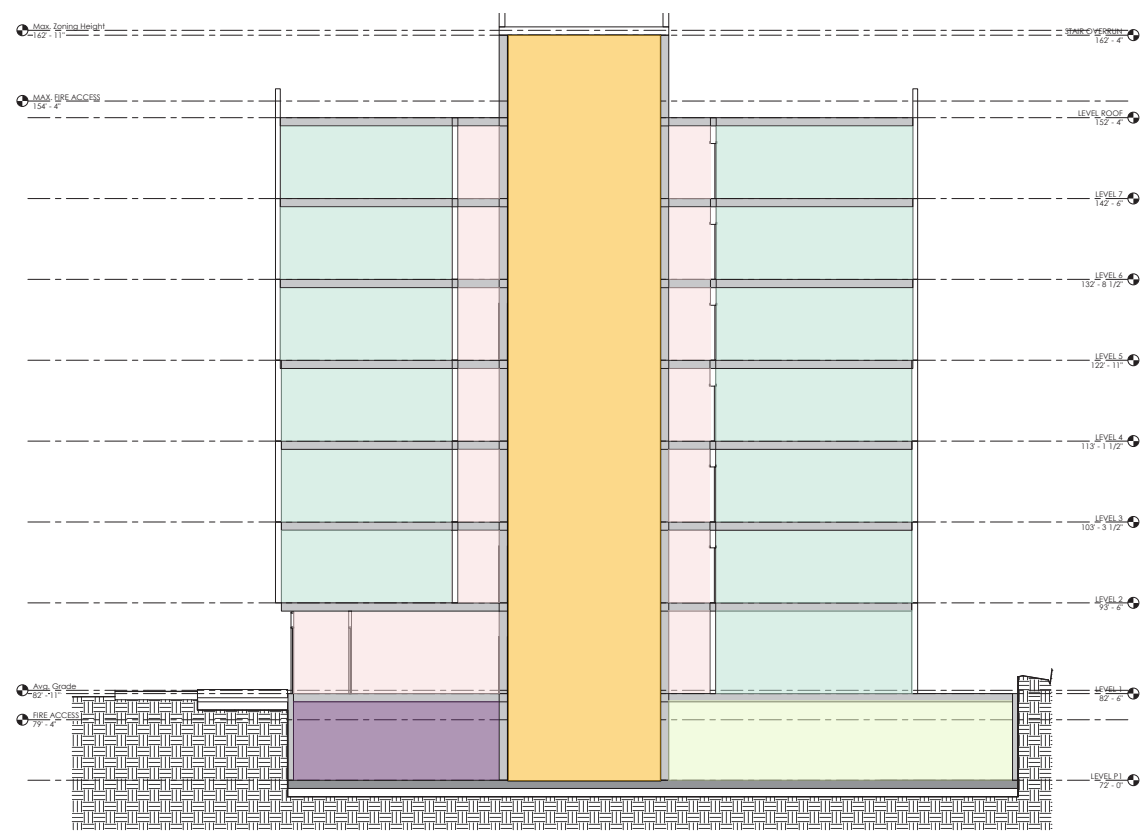 Max. Zoning Height
162' - 11"
STAIR OVERRUN
162' - 4"
MAX. FIRE ACCESS
154' - 4"
LEVEL ROOF
152' - 4"
LEVEL 7
142' - 6"
LEVEL 6
132' - 8 1/2"
LEVEL 5
122' - 11"
LEVEL 4
113' - 1 1/2"
LEVEL 3
103' - 3 1/2"
LEVEL 2
93' - 6"
Avg. Grade
82' - 11"
LEVEL 1
82' - 6"
FIRE ACCESS
79' - 4"
LEVEL P1
72' - 0"